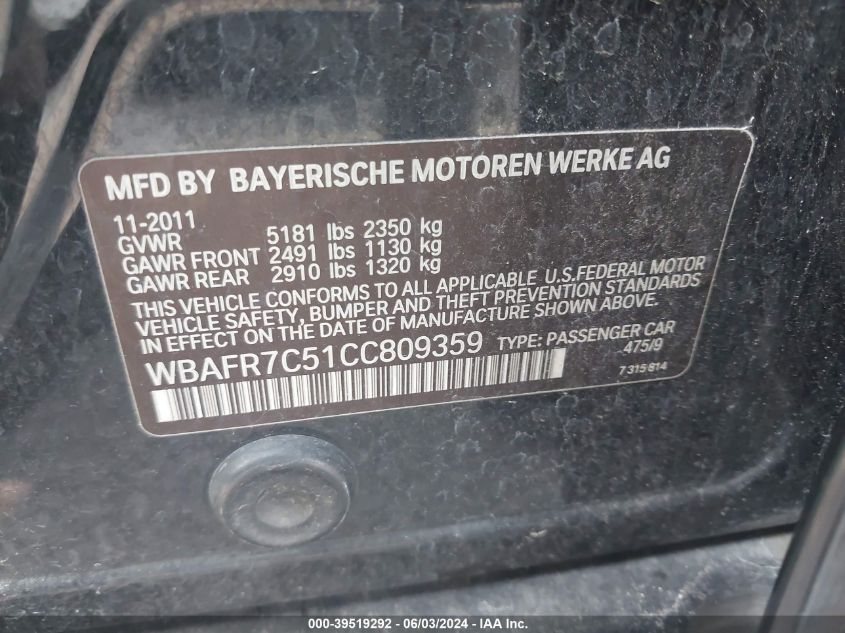 MFD BY BAYERISCHE MOTOREN WERKE AG
11-2011
GVWR 5181 lbs 2350 kg
GAWR FRONT 2491 lbs 1130 kg
GAWR REAR 2910 lbs 1320 kg
THIS VEHICLE CONFORMS TO ALL APPLICABLE U.S.FEDERAL MOTOR
VEHICLE SAFETY, BUMPER AND THEFT PREVENTION STANDARDS
IN EFFECT ON THE DATE OF MANUFACTURE SHOWN ABOVE.
WBAFR7C51CC809359 TYPE: PASSENGER CAR
475/9
7 315 814
000-39519292 - 06/03/2024 - IAAI Inc.